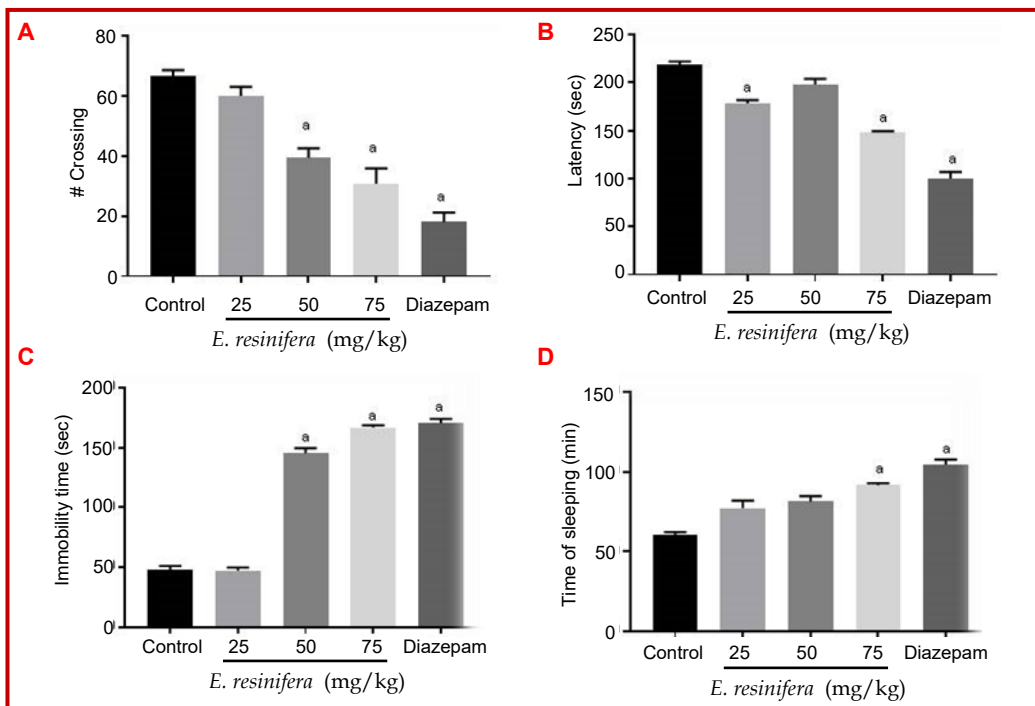 A
80
60
40
20
0
# Crossing
a
a
a
Control 25 50 75 Diazepam
E. resinifera (mg/kg)
B
250
200
150
100
50
0
Latency (sec)
a
a
a
Control 25 50 75 Diazepam
E. resinifera (mg/kg)
C
200
150
100
50
0
Immobility time (sec)
a
a
a
Control 25 50 75 Diazepam
E. resinifera (mg/kg)
D
150
100
50
0
Time of sleeping (min)
a
a
Control 25 50 75 Diazepam
E. resinifera (mg/kg)